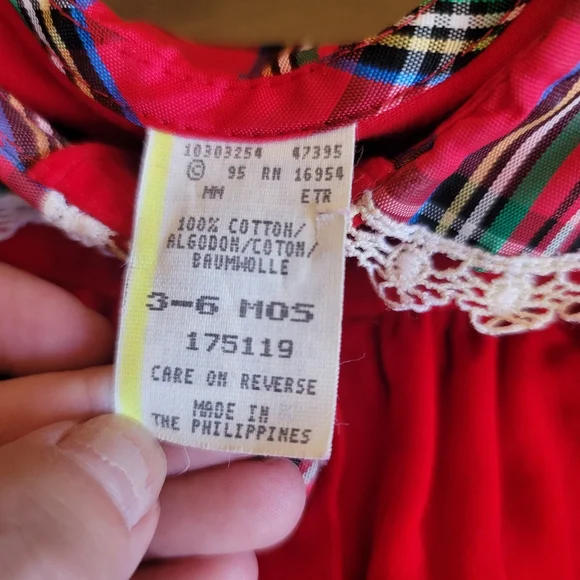 10303254 47395
© 95 RN 16954
MM ETR
100% COTTON/
ALGODON/COTON/
BAUMWOLLE
3-6 MOS
175119
CARE ON REVERSE
MADE IN
THE PHILIPPINES